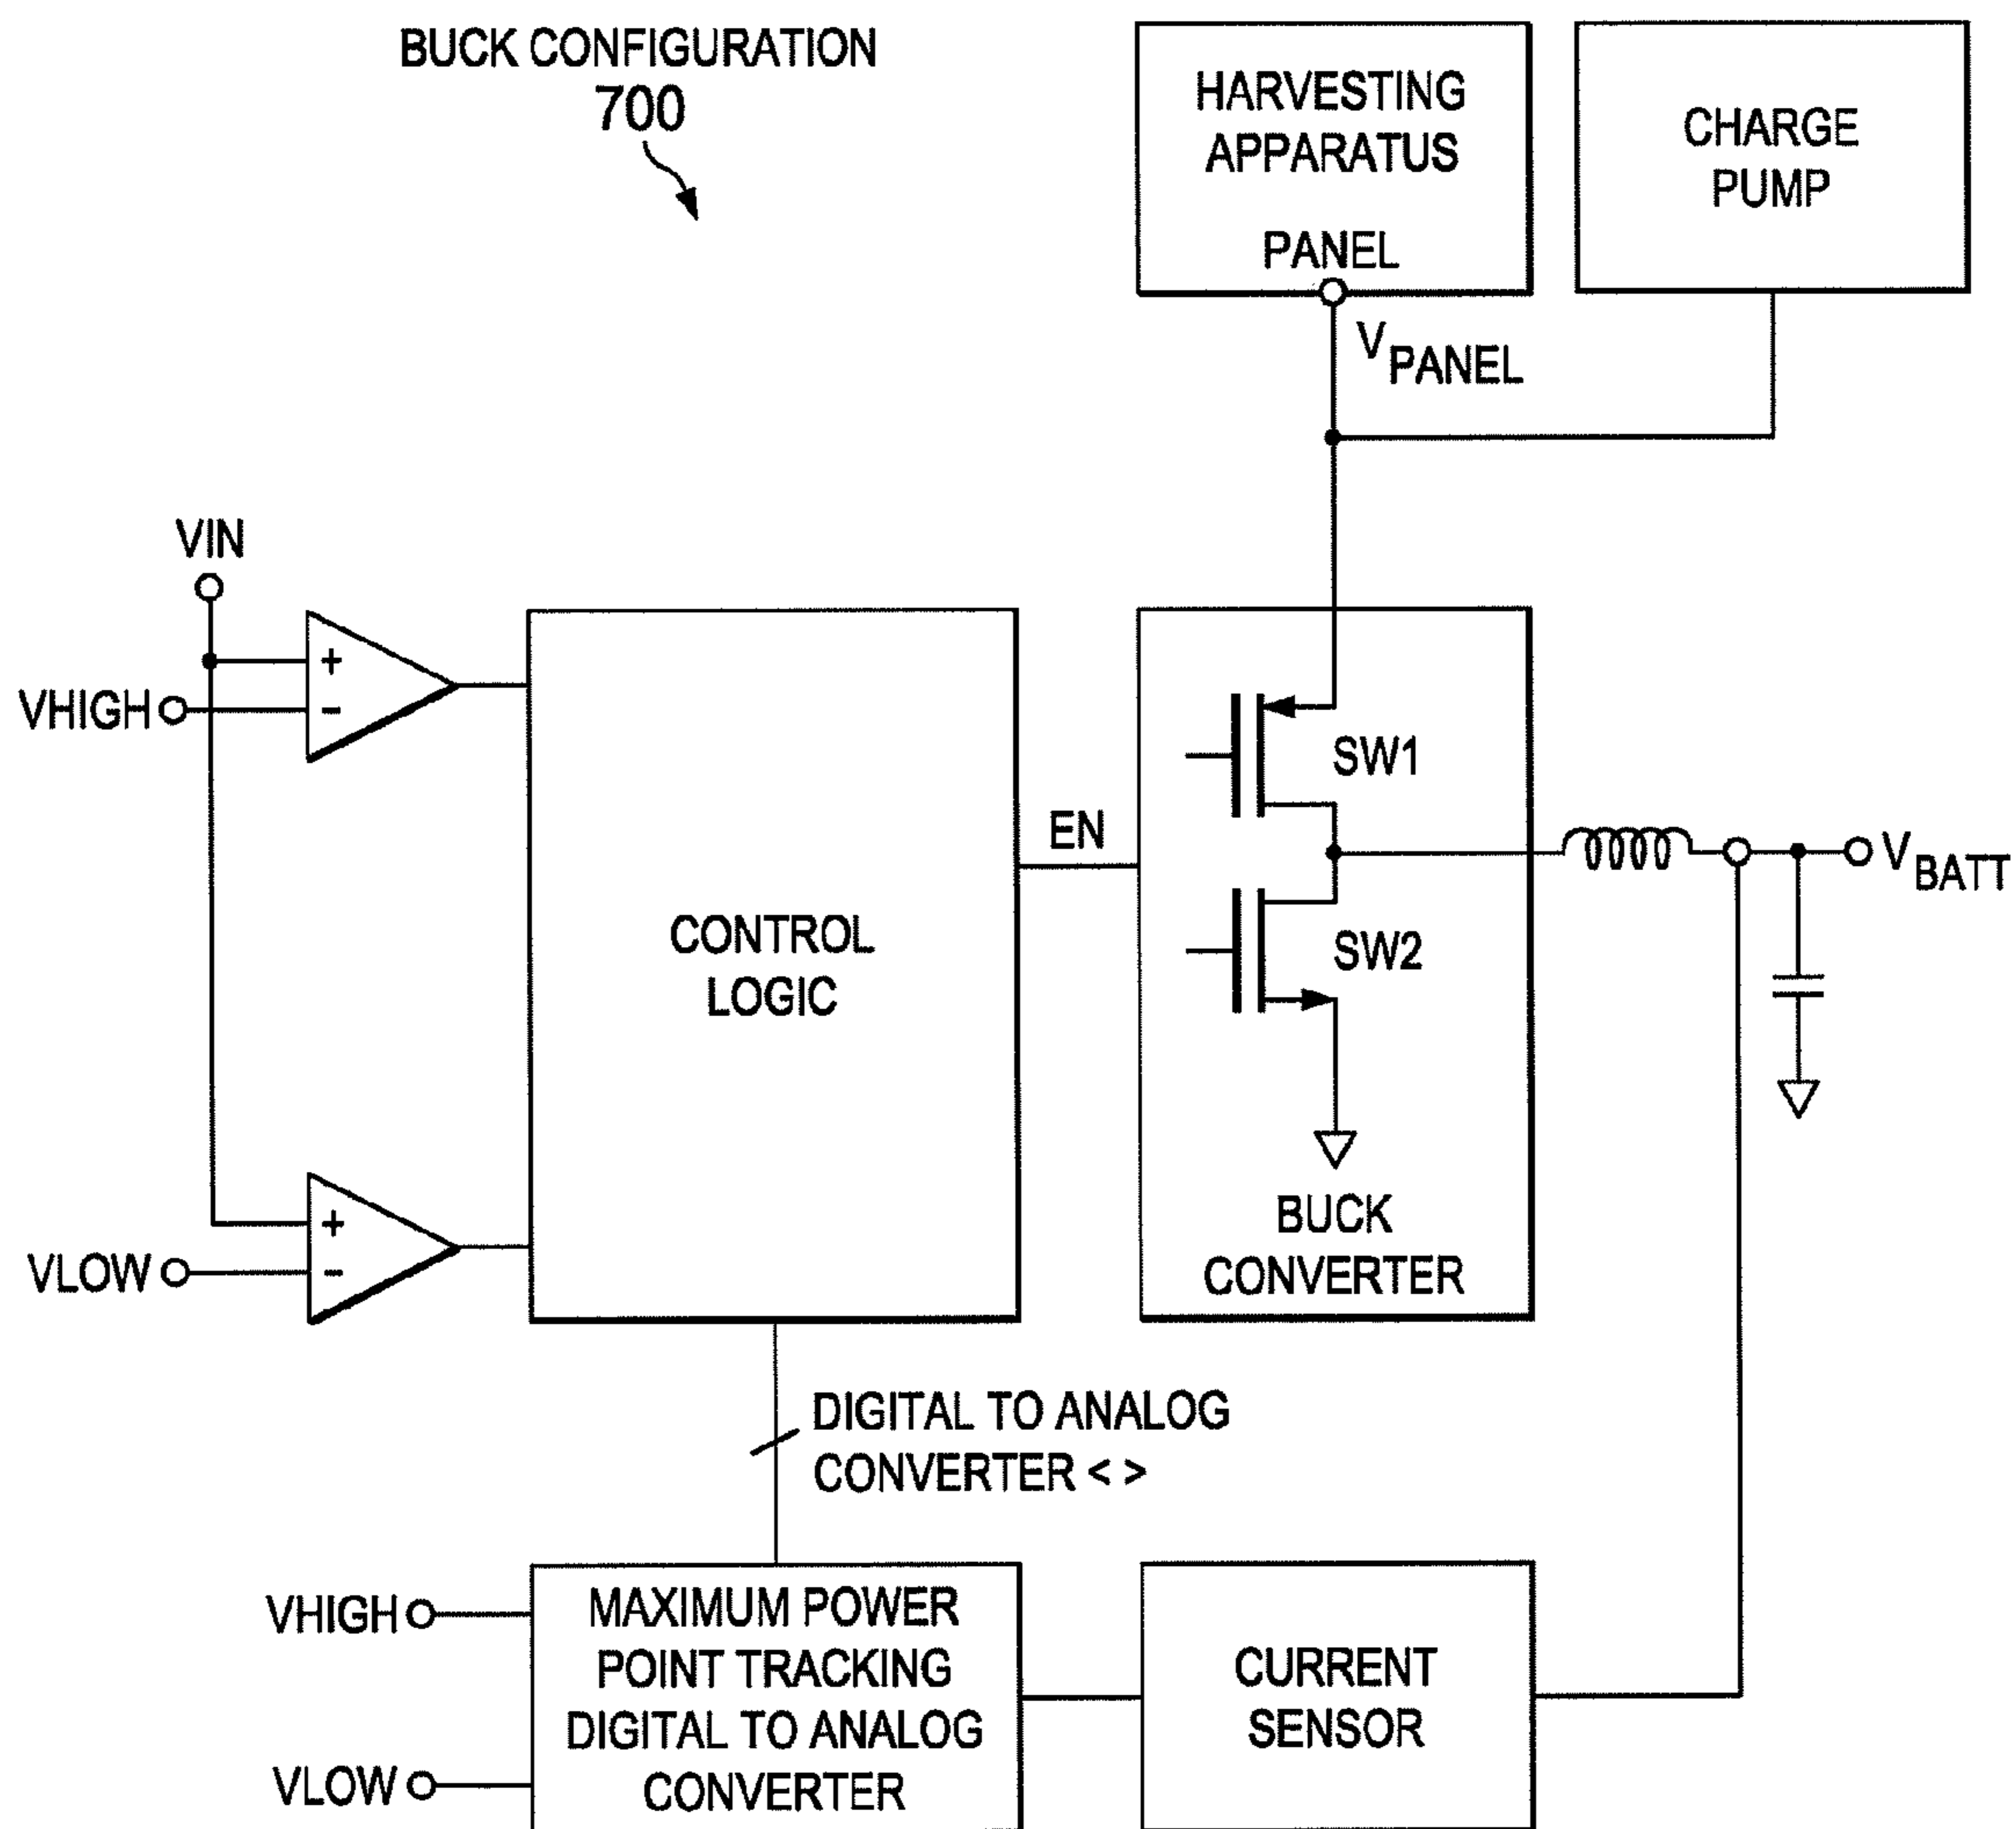 BUCK CONFIGURATION
700
HARVESTING
APPARATUS
PANEL
CHARGE
PUMP
VPANEL
VIN
+
-
VHIGH
SW1
EN
VBATT
CONTROL
LOGIC
SW2
+
-
VLOW
BUCK
CONVERTER
DIGITAL TO ANALOG
CONVERTER < >
VHIGH
VLOW
MAXIMUM POWER
POINT TRACKING
DIGITAL TO ANALOG
CONVERTER
CURRENT
SENSOR